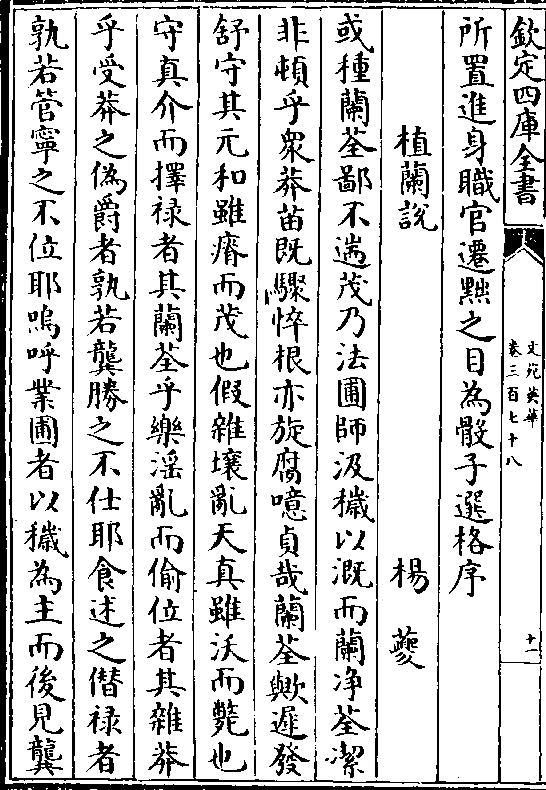 欽定四庫全書
文苑英華
卷三百七十八
十一
所置進身職官遷黜之目為骰子選格序
植蘭說
楊夔
或種蘭荃鄙不遄茂乃法圃師汲穢以溉而蘭净荃潔
非頓乎衆莽苗既驟悴根亦旋腐噫貞哉蘭荃歟遲發
舒守其元和雖瘠而茂也假雜壤亂天真雖沃而斃也
守真介而擇祿者其蘭荃乎樂淫亂而偷位者其雜莽
乎受莽之偽爵者孰若龔勝之不仕耶食述之僭祿者
孰若管寧之不位耶嗚呼業圃者以穢為主而後見龔